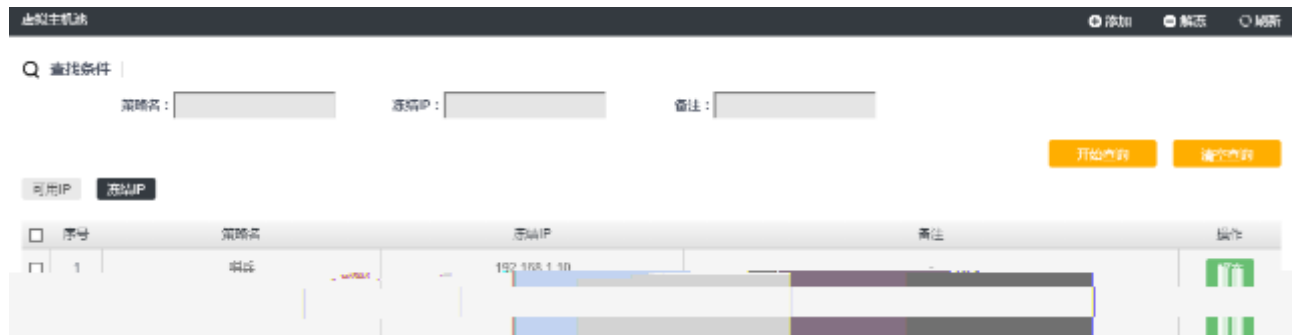 虚拟主机池 添加 解冻 刷新
查找条件
策略名： 冻结IP： 备注：
开始查询 清空查询
可用IP 冻结IP
序号 策略名 冻结IP 备注 操作
1 192.168.1.10